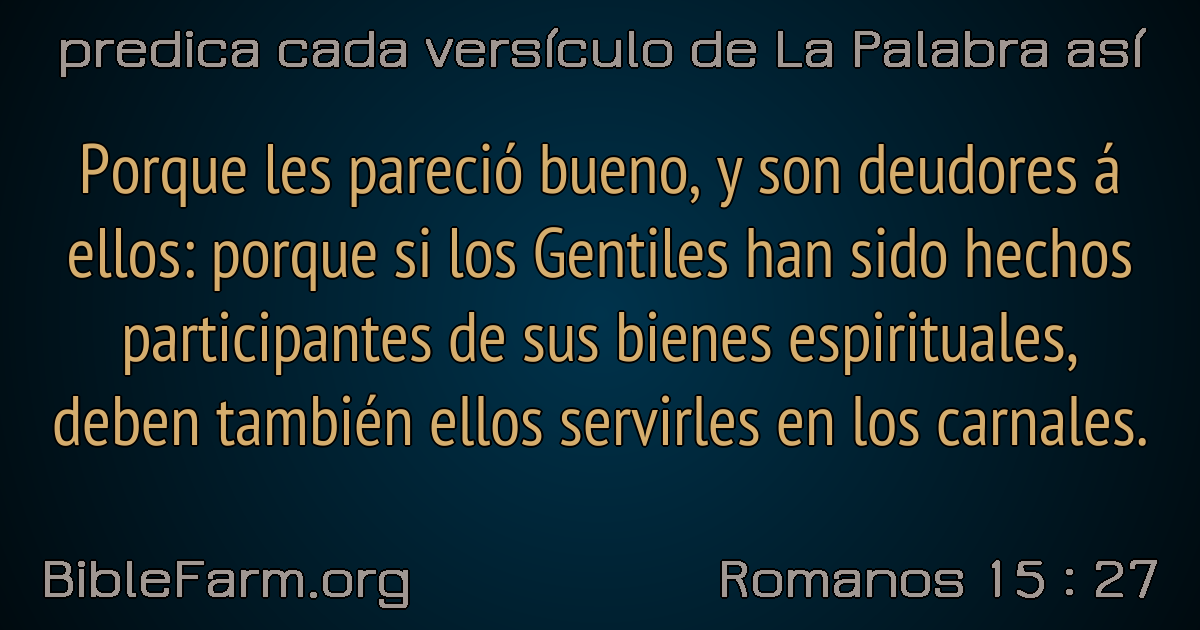 predica cada versículo de La Palabra así
Porque les pareció bueno, y son deudores á
ellos: porque si los Gentiles han sido hechos
participantes de sus bienes espirituales,
deben también ellos servirles en los carnales.
BibleFarm.org
Romanos 15 : 27